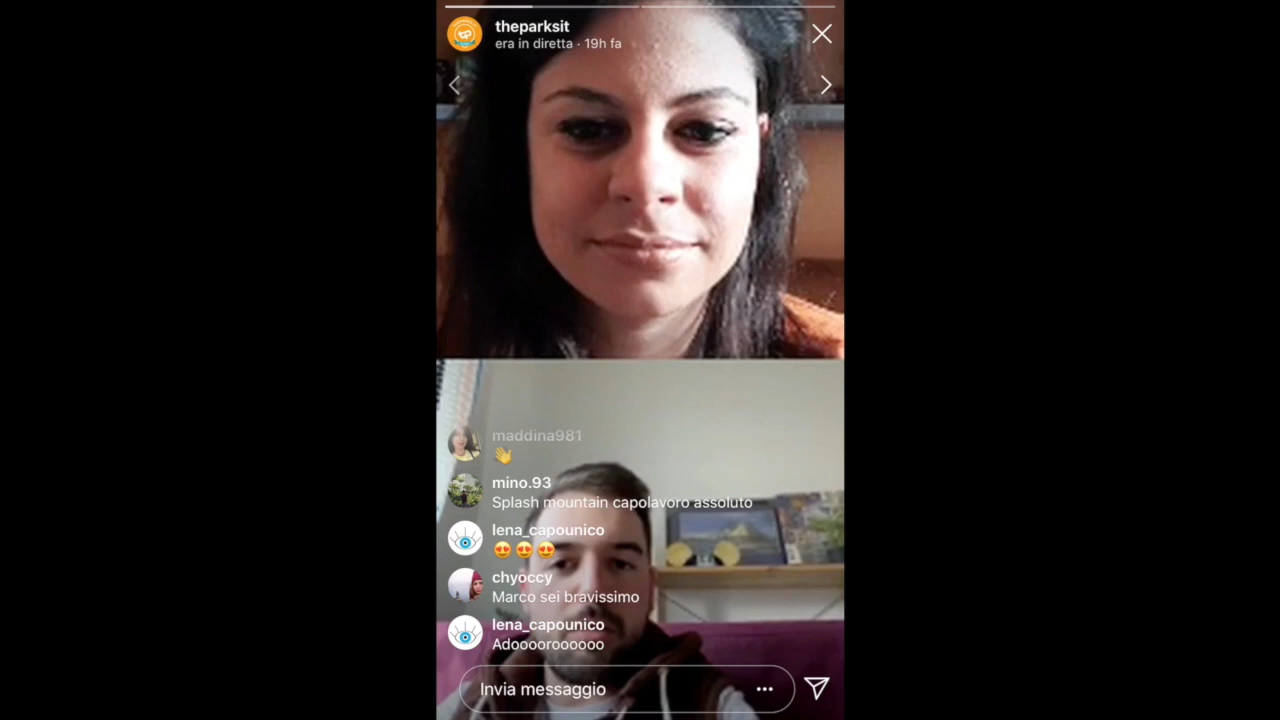 theparksit
era in diretta · 19h fa
maddina981
👋
mino.93
Splash mountain capolavoro assoluto
lena_capounico
😍😍😍
chyoccy
Marco sei bravissimo
lena_capounico
Adooooroooooo
Invia messaggio